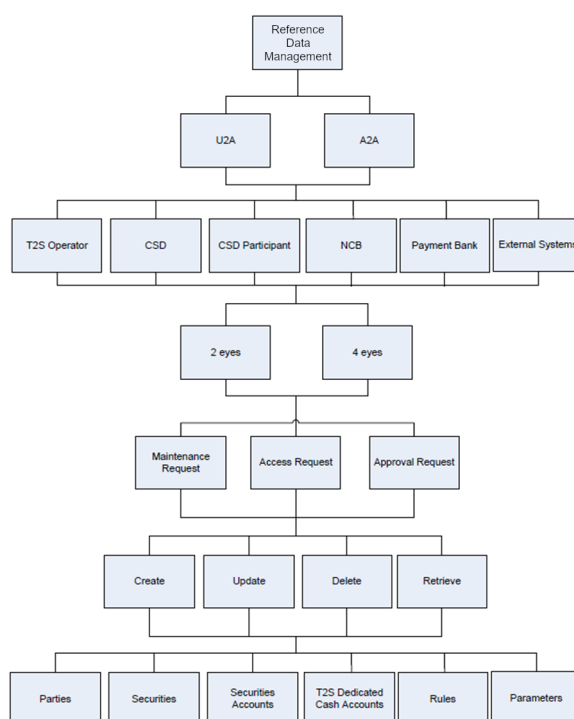 Reference
Data
Management
U2A
A2A
T2S Operator
CSD
CSD Participant
NCB
Payment Bank
External Systems
2 eyes
4 eyes
Maintenance
Request
Access Request
Approval Request
Create
Update
Delete
Retrieve
Parties
Securities
Securities
Accounts
T2S Dedicated
Cash Accounts
Rules
Parameters